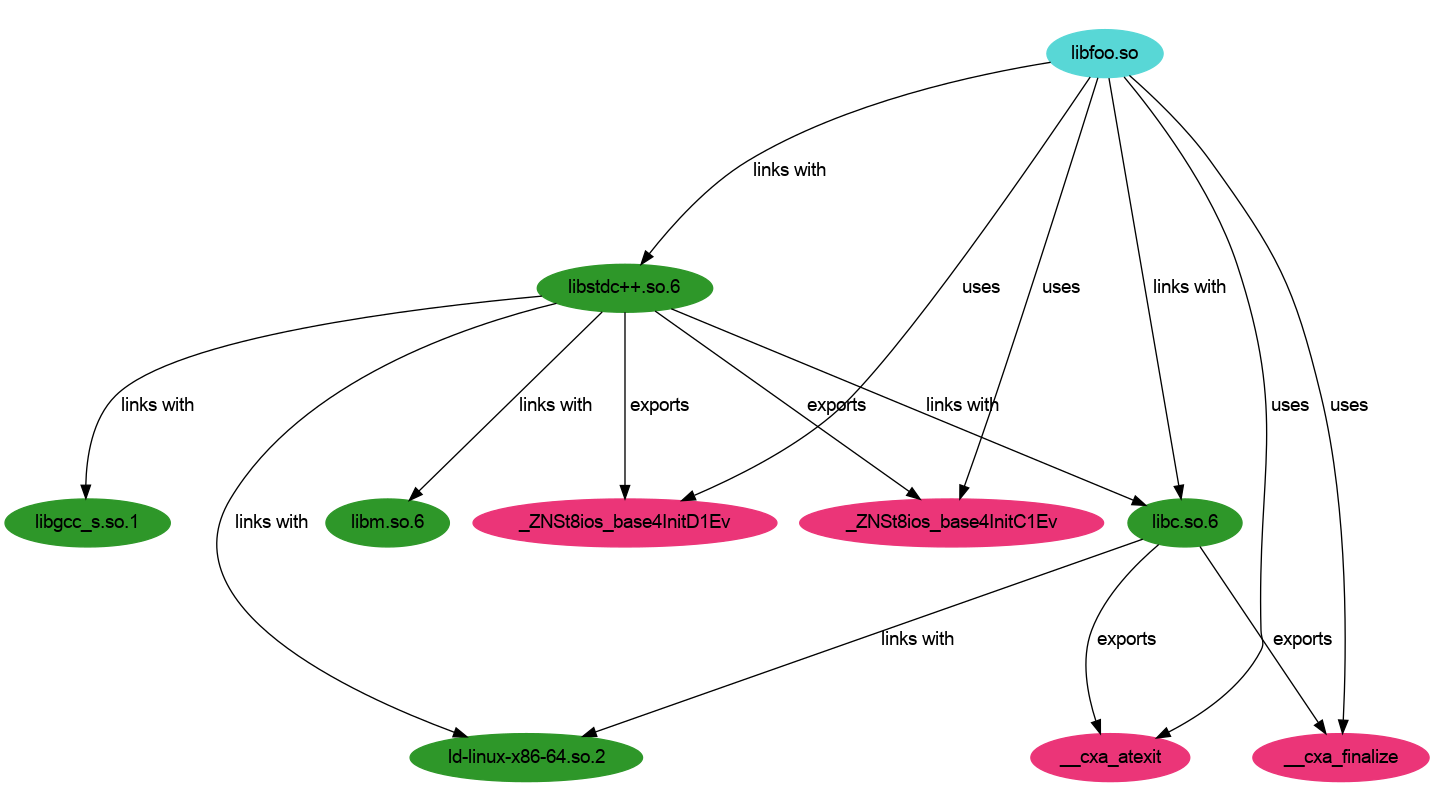 libfoo.so
links with
libstdc++.so.6
uses
uses
links with
links with
links with
exports
exports
links with
uses
uses
libgcc_s.so.1
links with
libm.so.6
_ZNSt8ios_base4InitD1Ev
_ZNSt8ios_base4InitC1Ev
libc.so.6
links with
exports
exports
ld-linux-x86-64.so.2
__cxa_atexit
__cxa_finalize